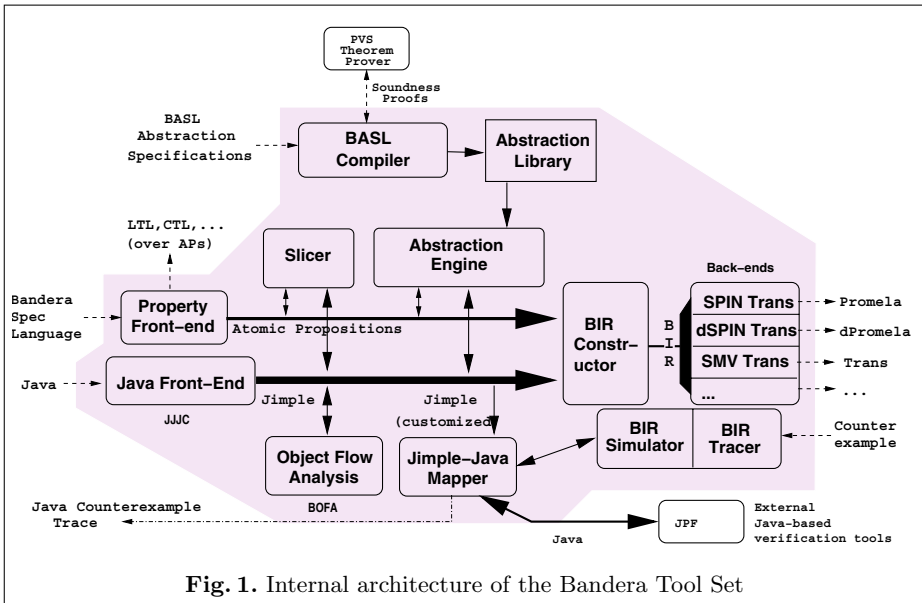 PVS
Theorem
Prover
Soundness
Proofs
BASL
Abstraction
Specifications
BASL
Compiler
Abstraction
Library
LTL,CTL,...
(over APs)
Slicer
Abstraction
Engine
Back-ends
Bandera
Spec
Language
Property
Front-end
Atomic Propositions
BIR
Constr-
uctor
B
I
R
SPIN Trans
dSPIN Trans
SMV Trans
...
Promela
dPromela
Trans
...
Java
Java Front-End
JJJC
Jimple
Jimple
(customized)
Object Flow
Analysis
BOFA
Jimple-Java
Mapper
BIR
Simulator
BIR
Tracer
Counter
example
Java Counterexample
Trace
Java
JPF
External
Java-based
verification tools
Fig. 1. Internal architecture of the Bandera Tool Set